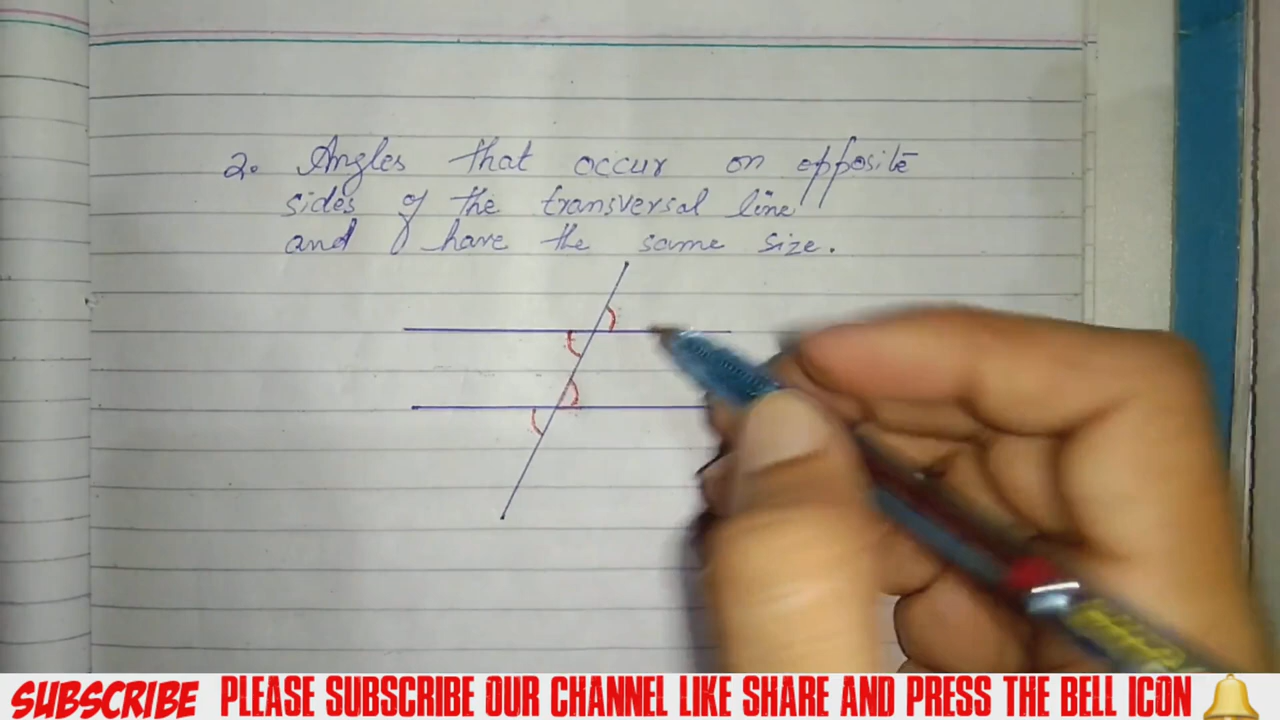 2. Angles that occur on opposite
sides of the transversal line
and have the same size.
SUBSCRIBE PLEASE SUBSCRIBE OUR CHANNEL LIKE SHARE AND PRESS THE BELL ICON